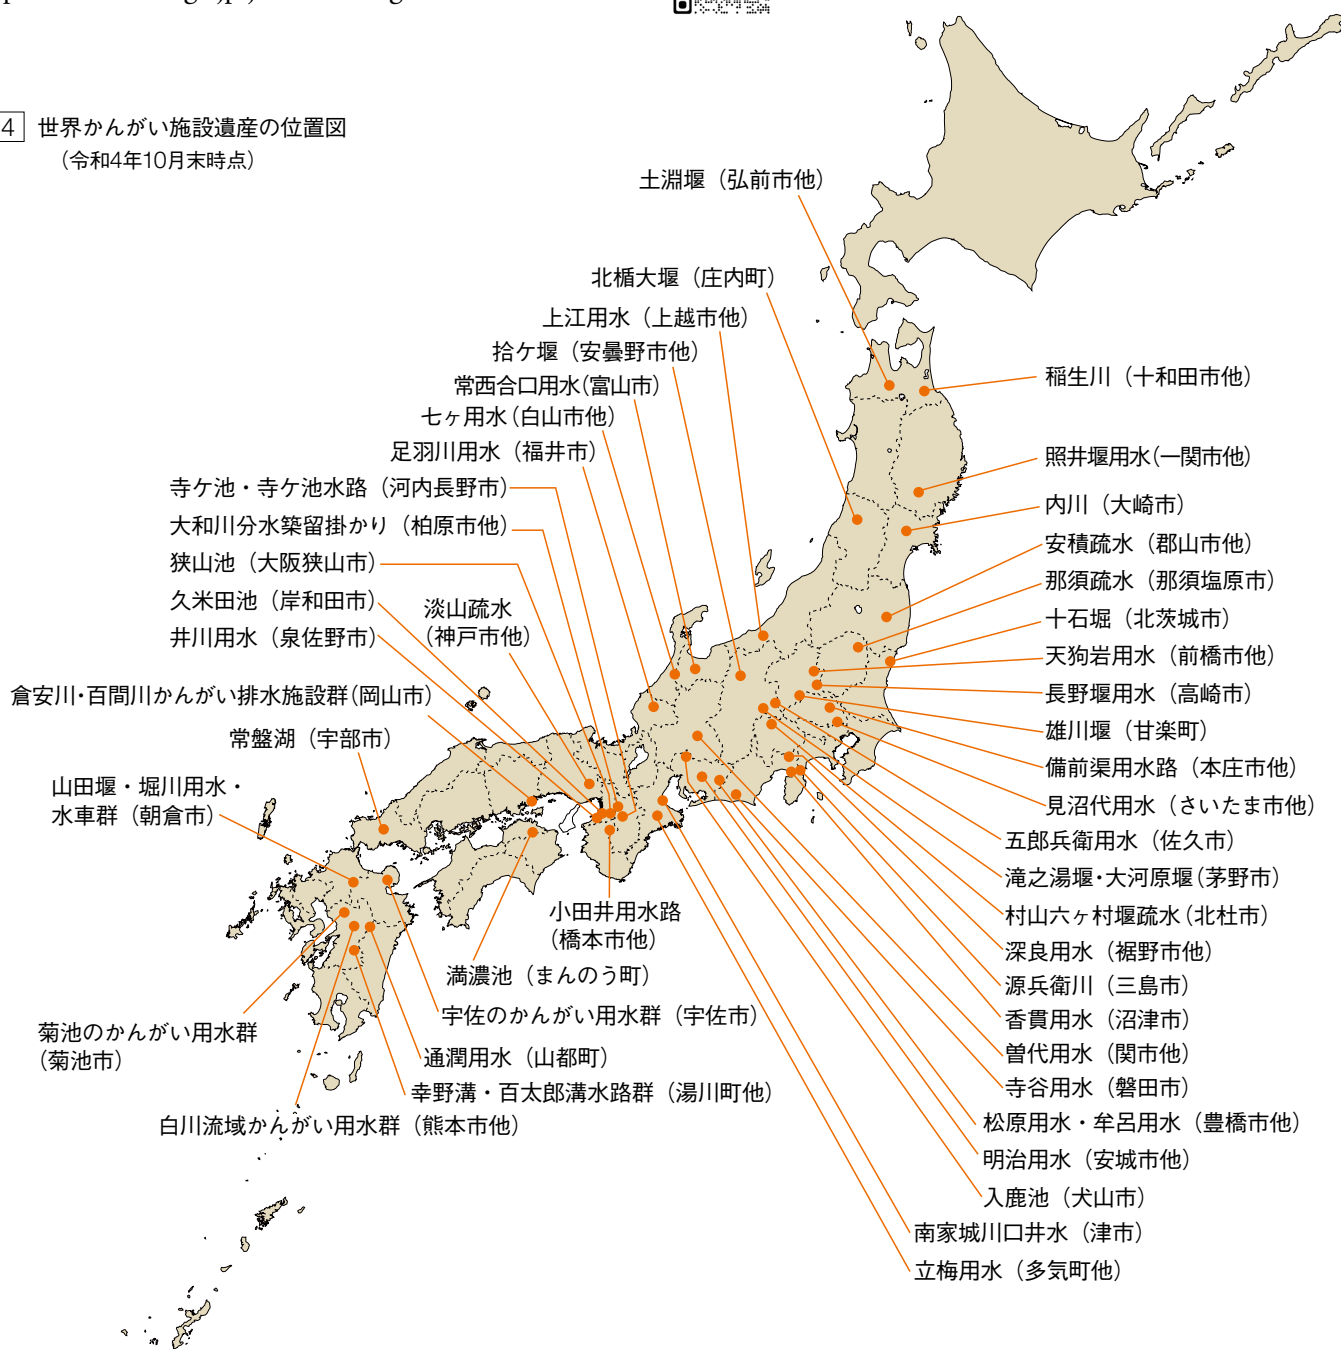 4 世界かんがい施設遺産の位置図
（令和4年10月末時点）
土淵堰（弘前市他）
北楯大堰（庄内町）
上江用水（上越市他）
拾ケ堰（安曇野市他）
常西合口用水（富山市）
七ヶ用水（白山市他）
足羽川用水（福井市）
寺ケ池・寺ケ池水路（河内長野市）
大和川分水築留掛かり（柏原市他）
狭山池（大阪狭山市）
久米田池（岸和田市）
井川用水（泉佐野市）
淡山疏水
（神戸市他）
倉安川・百間川かんがい排水施設群（岡山市）
常盤湖（宇部市）
山田堰・堀川用水・
水車群（朝倉市）
稲生川（十和田市他）
照井堰用水（一関市他）
内川（大崎市）
安積疏水（郡山市他）
那須疏水（那須塩原市）
十石堀（北茨城市）
天狗岩用水（前橋市他）
長野堰用水（高崎市）
雄川堰（甘楽町）
備前渠用水路（本庄市他）
見沼代用水（さいたま市他）
五郎兵衛用水（佐久市）
滝之湯堰・大河原堰（茅野市）
村山六ヶ村堰疏水（北杜市）
深良用水（裾野市他）
源兵衛川（三島市）
香貫用水（沼津市）
曽代用水（関市他）
寺谷用水（磐田市）
松原用水・牟呂用水（豊橋市他）
明治用水（安城市他）
入鹿池（犬山市）
南家城川口井水（津市）
立梅用水（多気町他）
小田井用水路
（橋本市他）
満濃池（まんのう町）
宇佐のかんがい用水群（宇佐市）
通潤用水（山都町）
幸野溝・百太郎溝水路群（湯川町他）
白川流域かんがい用水群（熊本市他）
菊池のかんがい用水群
（菊池市）